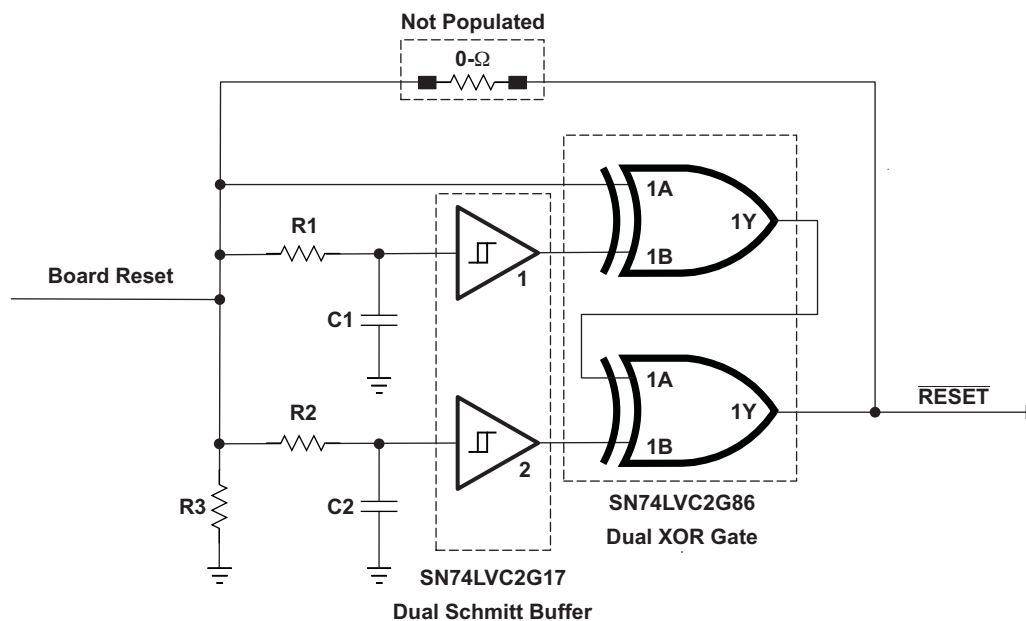 Not Populated
0-Ω
1A
1Y
1B
R1
1
Board Reset
C1
1A
1Y
1B
RESET
R2
2
R3
C2
SN74LVC2G86
Dual XOR Gate
SN74LVC2G17
Dual Schmitt Buffer